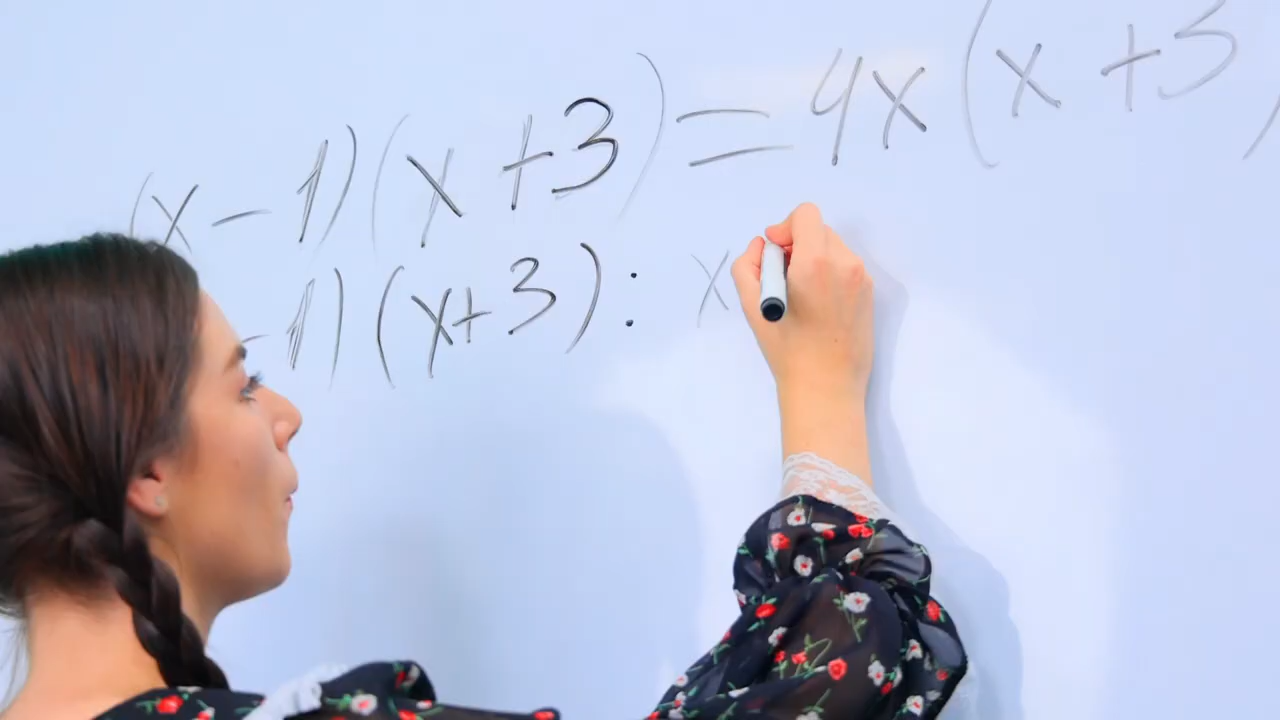 (x - 1)(x + 3) = 4x(x + 3)
- 1)(x + 3) : x